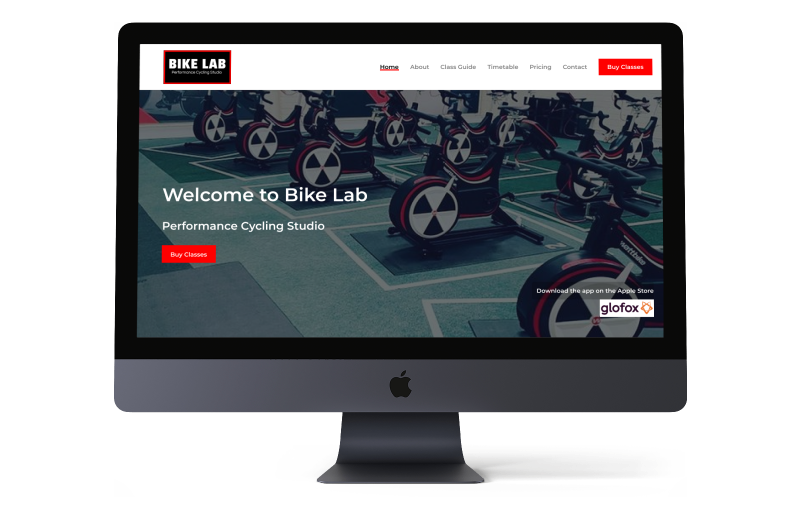 BIKE LAB
Performance Cycling Studio
Home About Class Guide Timetable Pricing Contact Buy Classes
Welcome to Bike Lab
Performance Cycling Studio
Buy Classes
wattbike
Download the app on the Apple Store
glofox